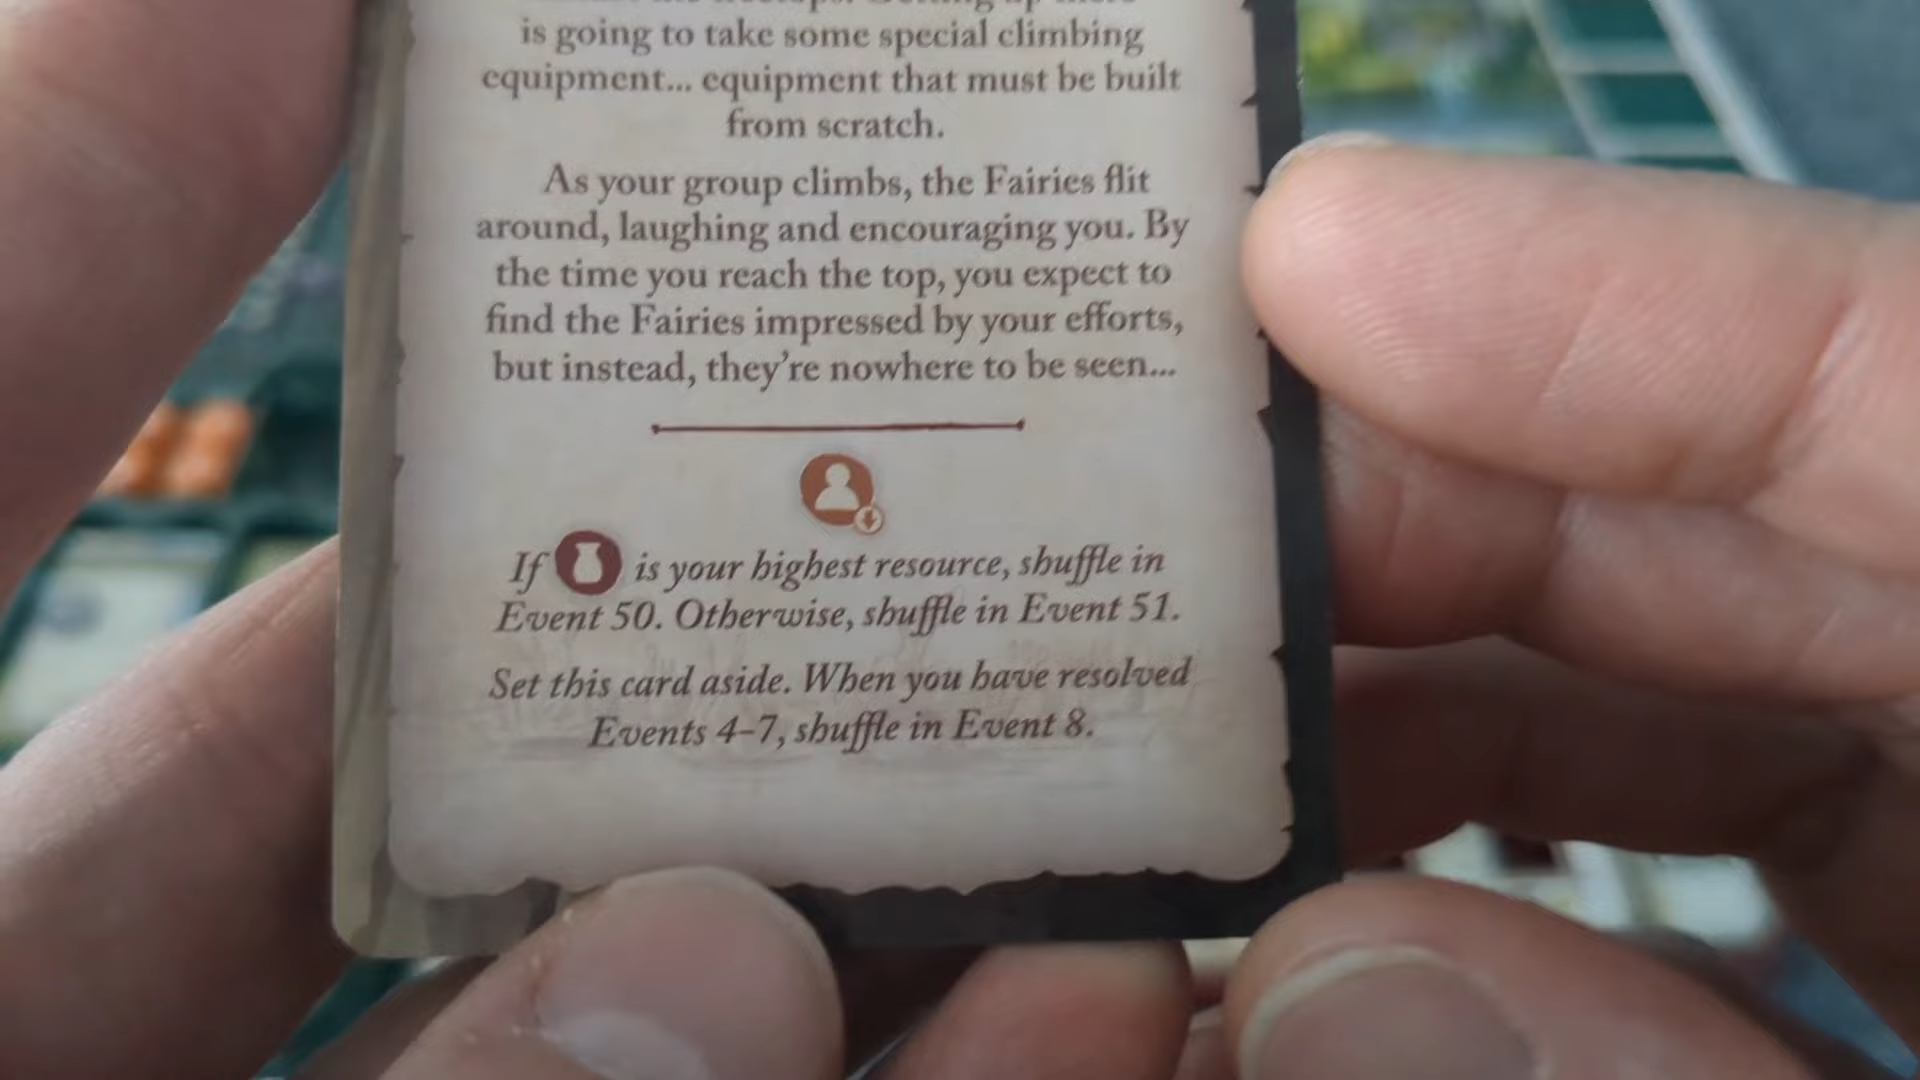 is going to take some special climbing
equipment... equipment that must be built
from scratch.
As your group climbs, the Fairies flit
around, laughing and encouraging you. By
the time you reach the top, you expect to
find the Fairies impressed by your efforts,
but instead, they're nowhere to be seen...
If is your highest resource, shuffle in
Event 50. Otherwise, shuffle in Event 51.
Set this card aside. When you have resolved
Events 4–7, shuffle in Event 8.